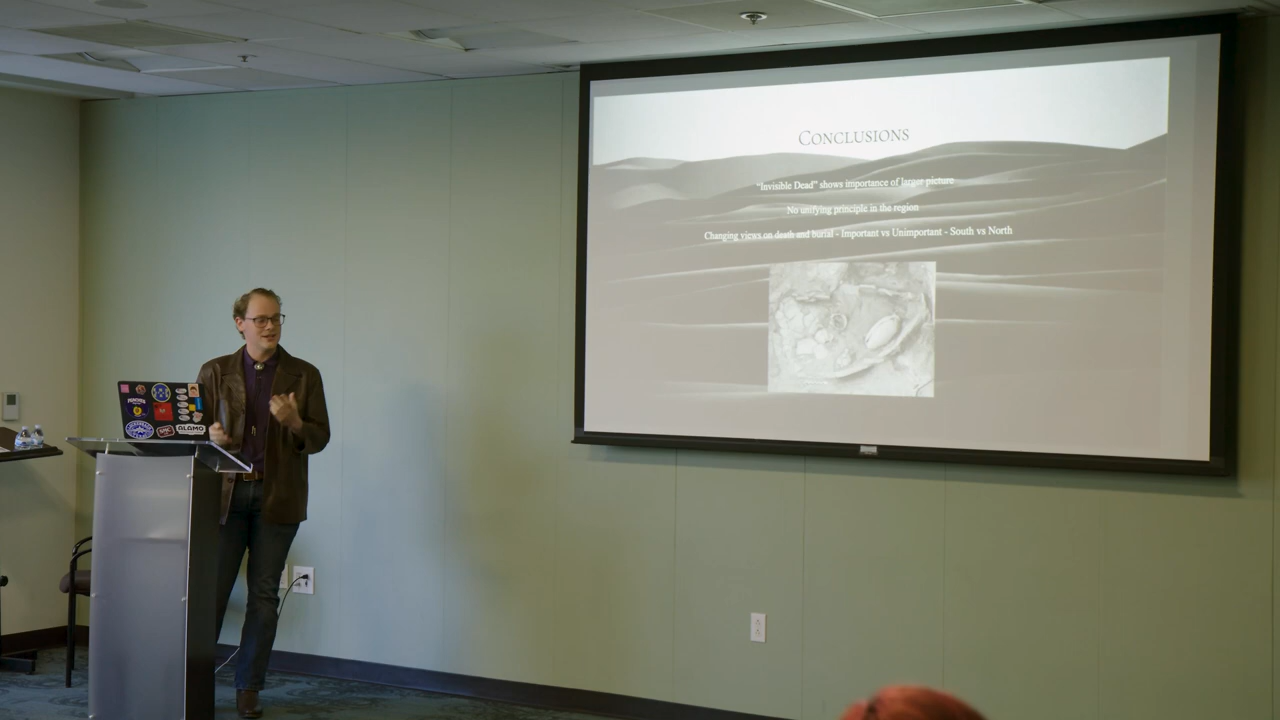 CONCLUSIONS
"Invisible Dead" shows importance of larger picture
No unifying principle in the region
Changing views on death and burial - Important vs Unimportant - South vs North
ALAMO